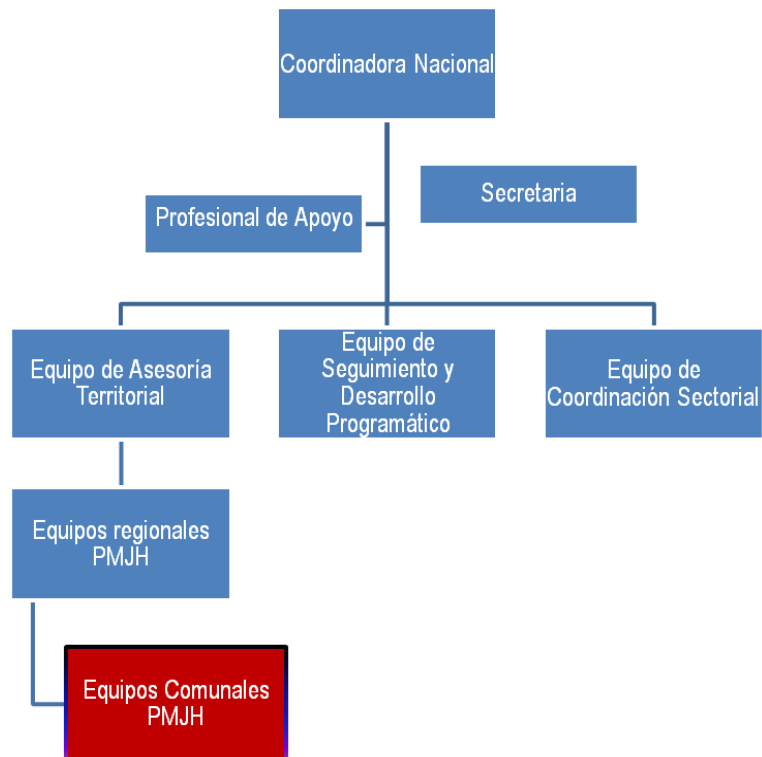 Coordinadora Nacional
Secretaria
Profesional de Apoyo
Equipo de Asesoría
Territorial
Equipo de
Seguimiento y
Desarrollo
Programático
Equipo de
Coordinación Sectorial
Equipos regionales
PMJH
Equipos Comunales
PMJH